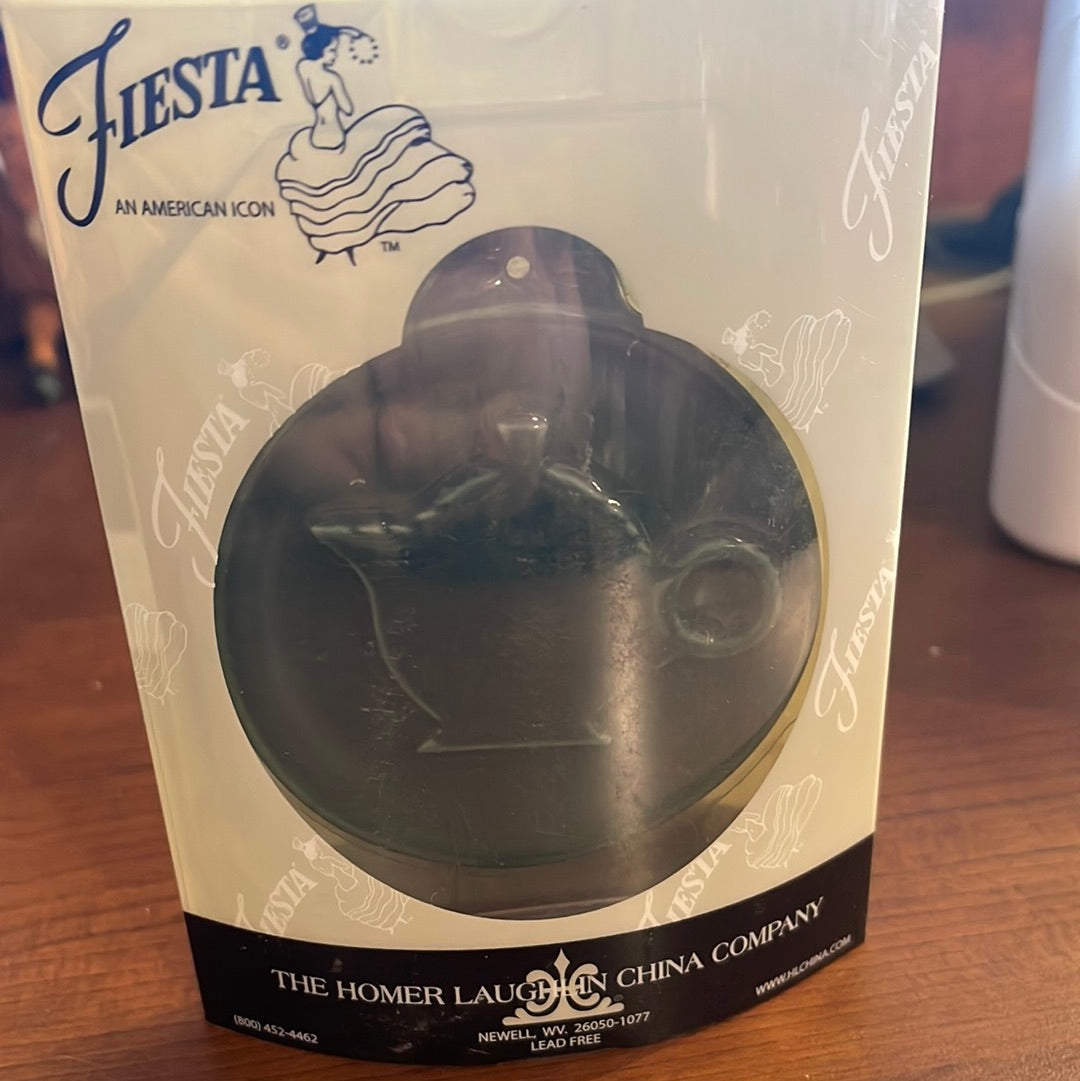 FIESTA®
AN AMERICAN ICON
TM
FIESTA
FIESTA
FIESTA
FIESTA
FIESTA
THE HOMER LAUGHLIN CHINA COMPANY
(800) 452-4462
NEWELL, WV. 26050-1077
LEAD FREE
WWW.HLCHINA.COM